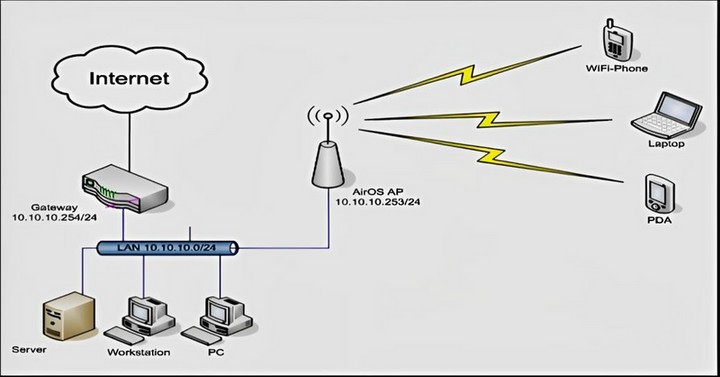 Internet
WiFi-Phone
Laptop
AirOS AP
10.10.10.253/24
PDA
Gateway
10.10.10.254/24
LAN 10.10.10.0/24
Server
Workstation
PC